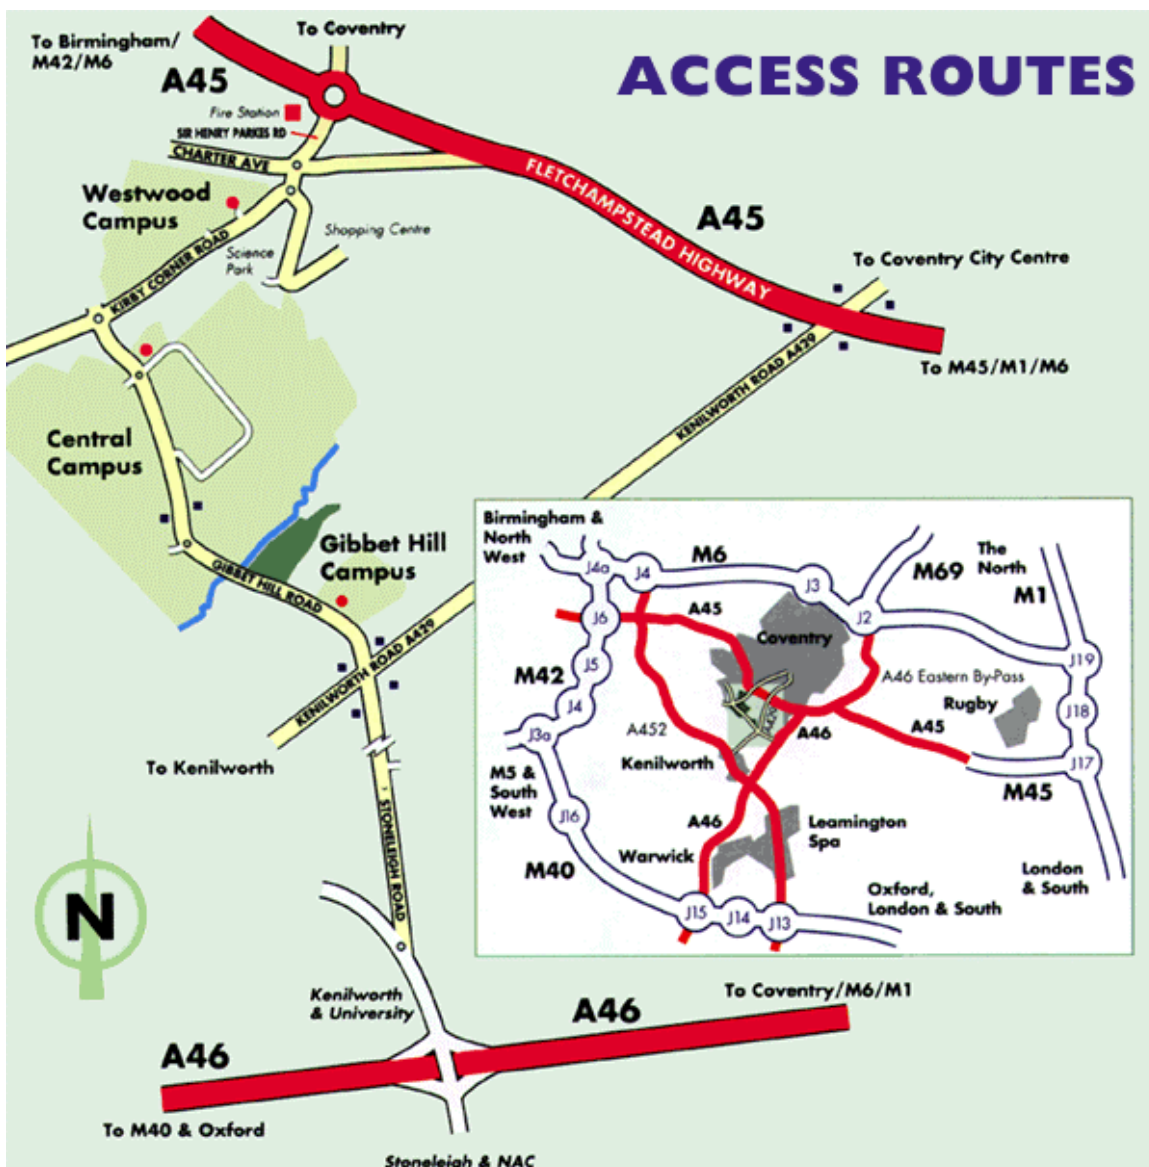 ACCESS ROUTES
To Birmingham/
M42/M6
To Coventry
A45
Fire Station
SIR HENRY PARKES RD
CHARTER AVE
FLETCHAMPSTEAD HIGHWAY
A45
Westwood
Campus
Shopping Centre
Science
Park
KIRBY CORNER ROAD
To Coventry City Centre
KENILWORTH ROAD A429
To M45/M1/M6
Central
Campus
Gibbet Hill
Campus
GIBBET HILL ROAD
KENILWORTH ROAD A429
To Kenilworth
STONELEIGH ROAD
N
Kenilworth
& University
A46
A46
To Coventry/M6/M1
To M40 & Oxford
Stoneleigh & NAC
Birmingham &
North
West
J4a
J4
M6
J3
M69
The
North
M1
J6
A45
Coventry
J2
J19
J5
M42
A46 Eastern By-Pass
Rugby
J4
J18
A429
A452
A46
A45
J3a
Kenilworth
J17
M5 &
South
West
M45
J16
A46
Leamington
Spa
Warwick
M40
London
& South
Oxford,
London & South
J15
J14
J13